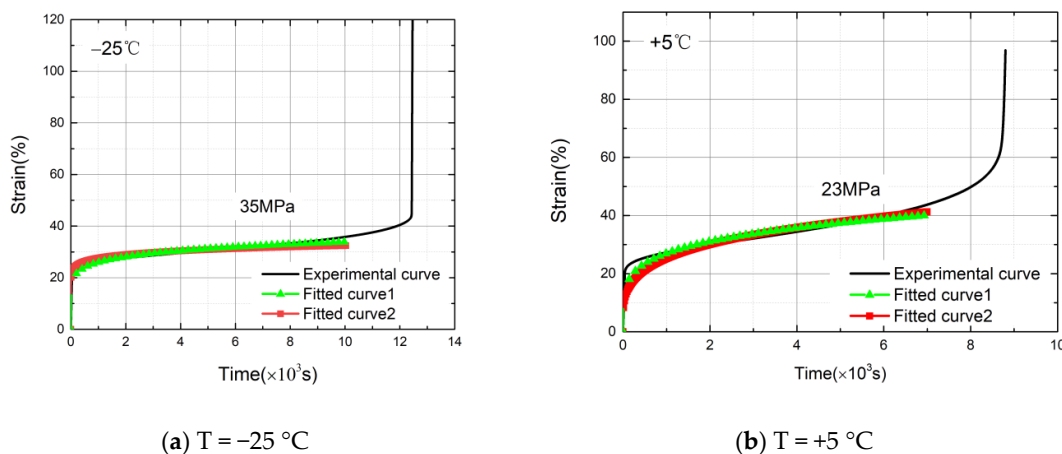 −25℃
35MPa
Strain(%)
120
100
80
60
40
20
0
Experimental curve
Fitted curve1
Fitted curve2
0 2 4 6 8 10 12 14
Time(×10³s)
(a) T = −25 °C
+5℃
23MPa
Strain(%)
100
80
60
40
20
0
Experimental curve
Fitted curve1
Fitted curve2
0 2 4 6 8 10
Time(×10³s)
(b) T = +5 °C